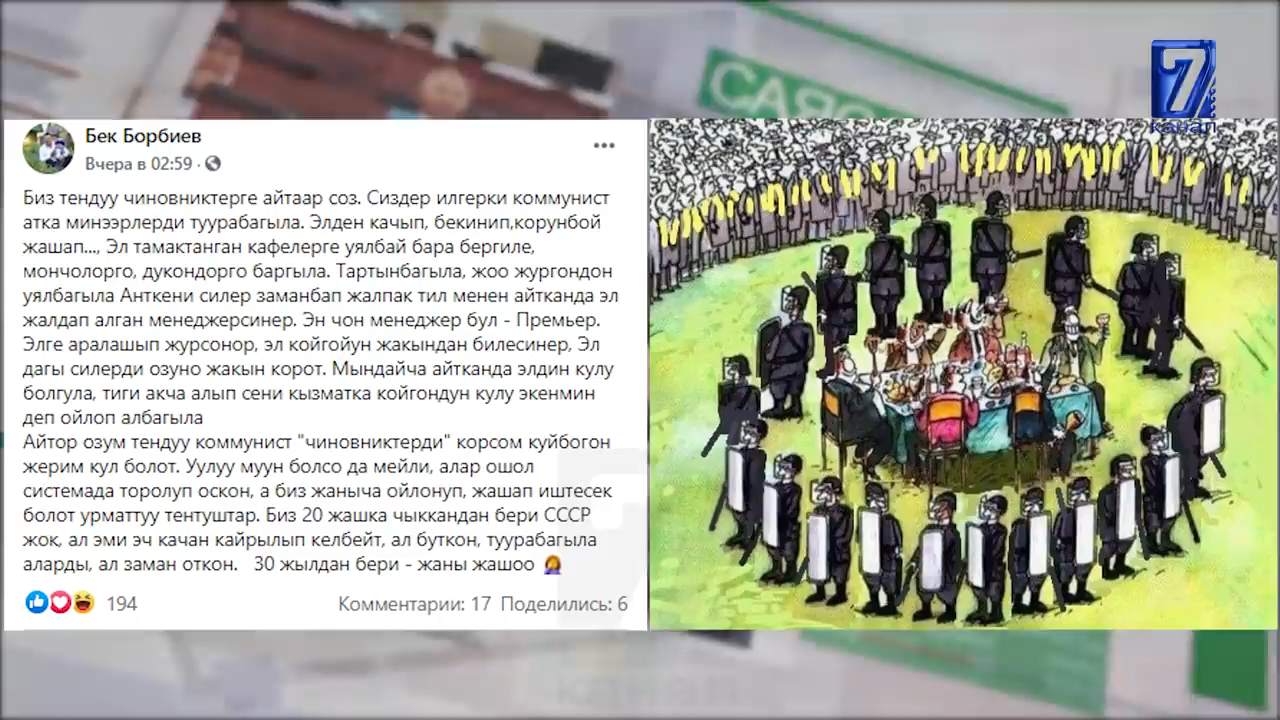 САЯС
7
канал
Бек Борбиев
Вчера в 02:59 ·
Биз тендуу чиновниктерге айтаар соз. Сиздер илгерки коммунист
атка минээрлерди туурабагыла. Элден качып, бекинип,корунбой
жашап..., Эл тамактанган кафелерге уялбай бара бергиле,
мончолорго, дукондорго баргыла. Тартынбагыла, жоо жургондон
уялбагыла Анткени силер заманбап жалпак тил менен айтканда эл
жалдап алган менеджерсинер. Эн чон менеджер бул - Премьер.
Элге аралашып журсонор, эл койгойун жакындан билесинер, Эл
дагы силерди озуно жакын корот. Мындайча айтканда элдин кулу
болгула, тиги акча алып сени кызматка койгондун кулу экенмин
деп ойлоп албагыла
Айтор озум тендуу коммунист "чиновниктерди" корсом куйбогон
жерим кул болот. Уулуу муун болсо да мейли, алар ошол
системада торолуп оскон, а биз жаныча ойлонуп, жашап иштесек
болот урматтуу тентуштар. Биз 20 жашка чыккандан бери СССР
жок, ал эми эч качан кайрылып келбейт, ал буткон, туурабагыла
аларды, ал заман откон. 30 жылдан бери - жаны жашоо 🤦‍♀️
194
Комментарии: 17 Поделились: 6
канал